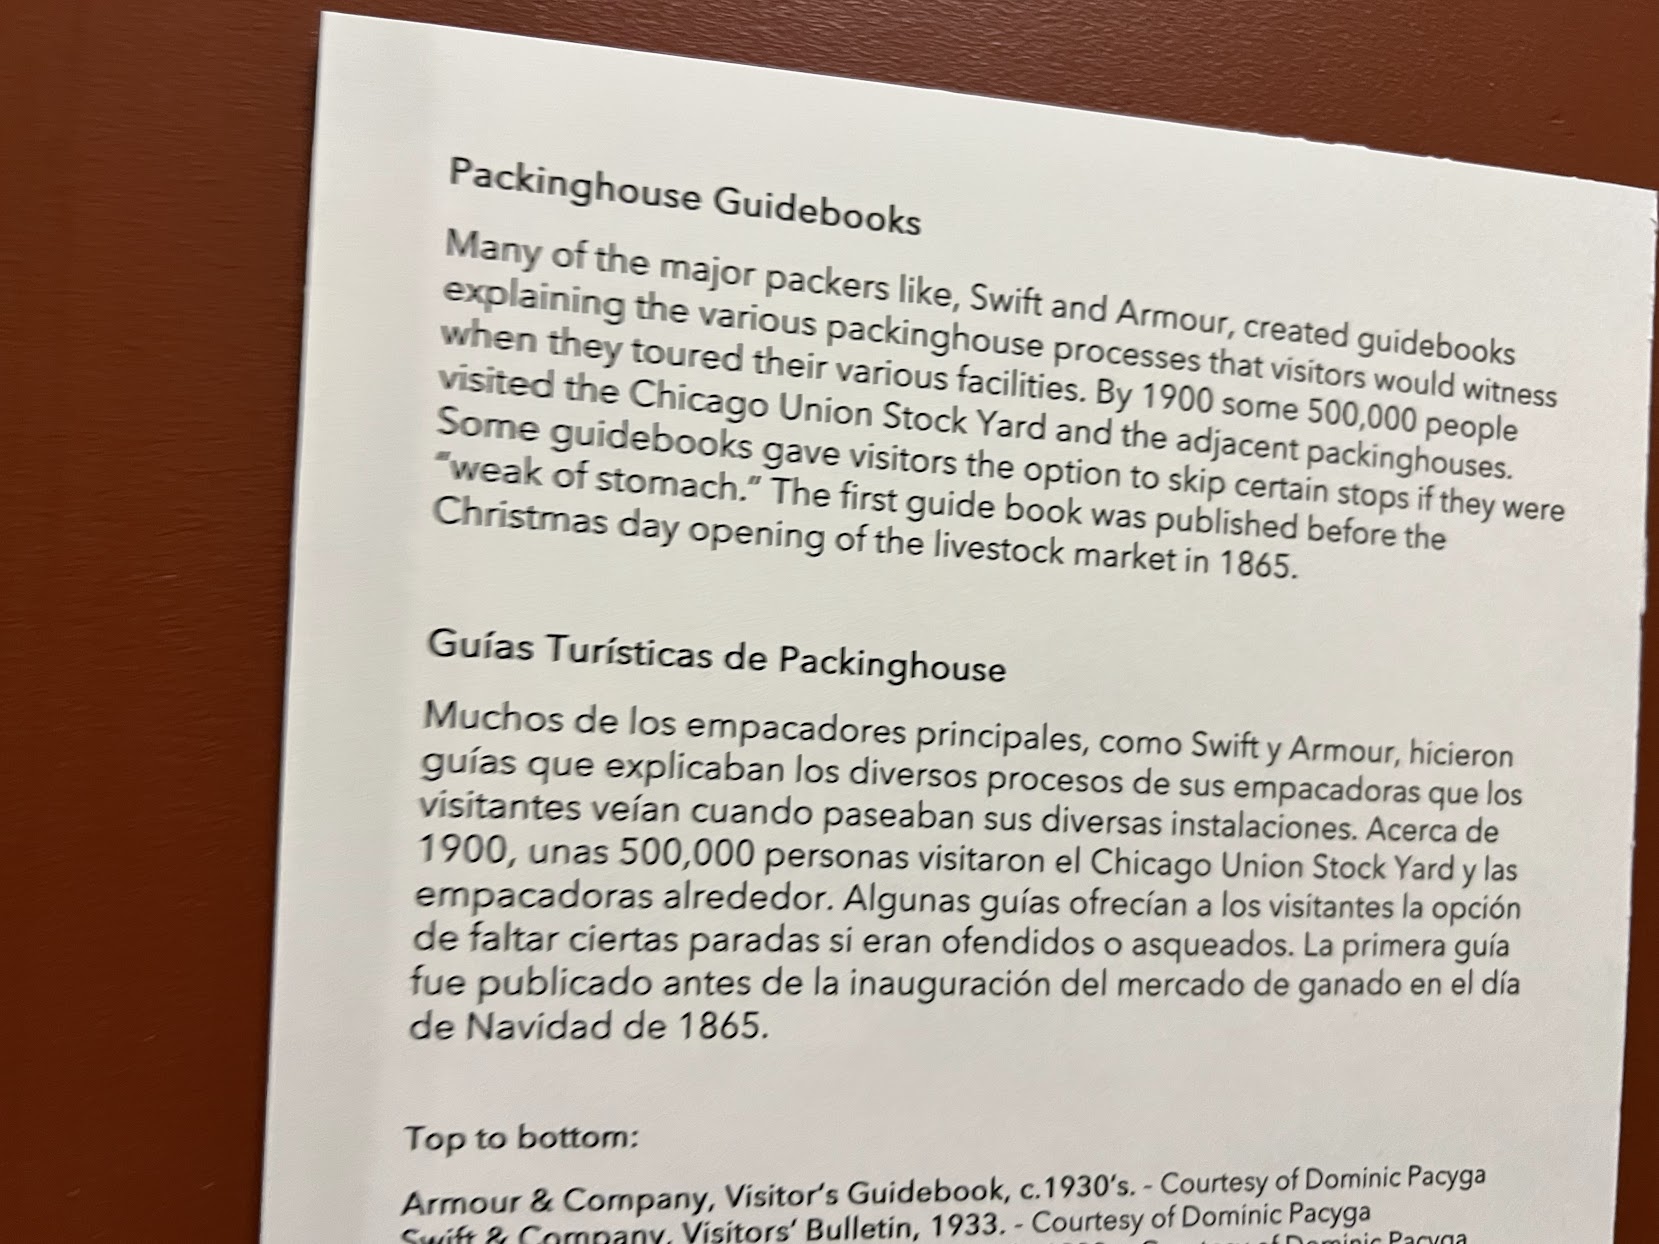 Packinghouse Guidebooks
Many of the major packers like, Swift and Armour, created guidebooks
explaining the various packinghouse processes that visitors would witness
when they toured their various facilities. By 1900 some 500,000 people
visited the Chicago Union Stock Yard and the adjacent packinghouses.
Some guidebooks gave visitors the option to skip certain stops if they were
"weak of stomach." The first guide book was published before the
Christmas day opening of the livestock market in 1865.
Guías Turísticas de Packinghouse
Muchos de los empacadores principales, como Swift y Armour, hicieron
guías que explicaban los diversos procesos de sus empacadoras que los
visitantes veían cuando paseaban sus diversas instalaciones. Acerca de
1900, unas 500,000 personas visitaron el Chicago Union Stock Yard y las
empacadoras alrededor. Algunas guías ofrecían a los visitantes la opción
de faltar ciertas paradas si eran ofendidos o asqueados. La primera guía
fue publicado antes de la inauguración del mercado de ganado en el día
de Navidad de 1865.
Top to bottom:
Armour & Company, Visitor's Guidebook, c.1930's. - Courtesy of Dominic Pacyga
Swift & Company, Visitors' Bulletin, 1933. - Courtesy of Dominic Pacyga
of Dominic Pacyga